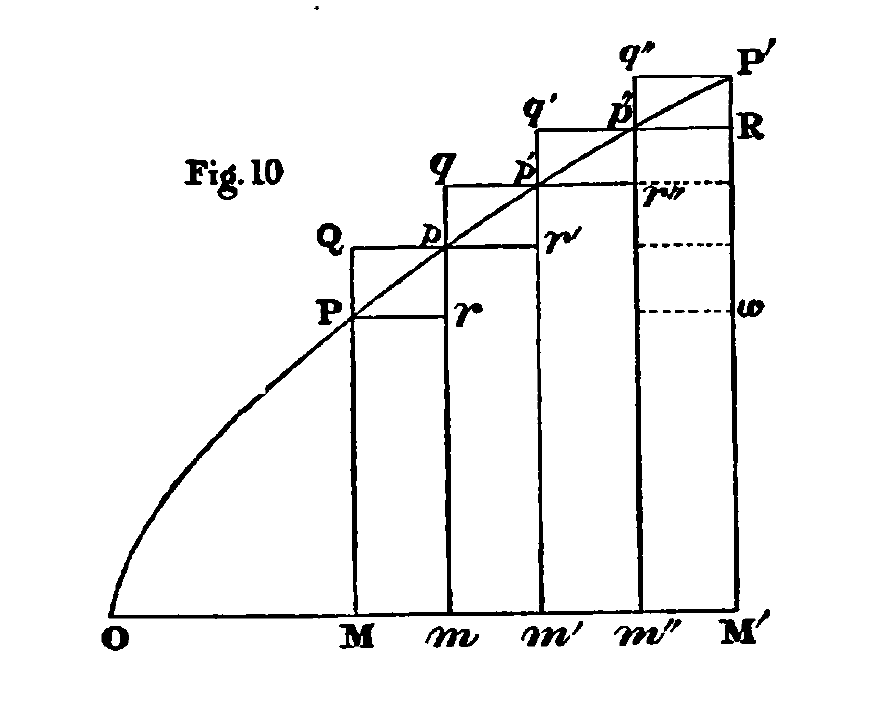 q″ P′
q′ p″ R
Fig. 10
q p′ r″
Q p r′
P r w
O M m m′ m″ M′